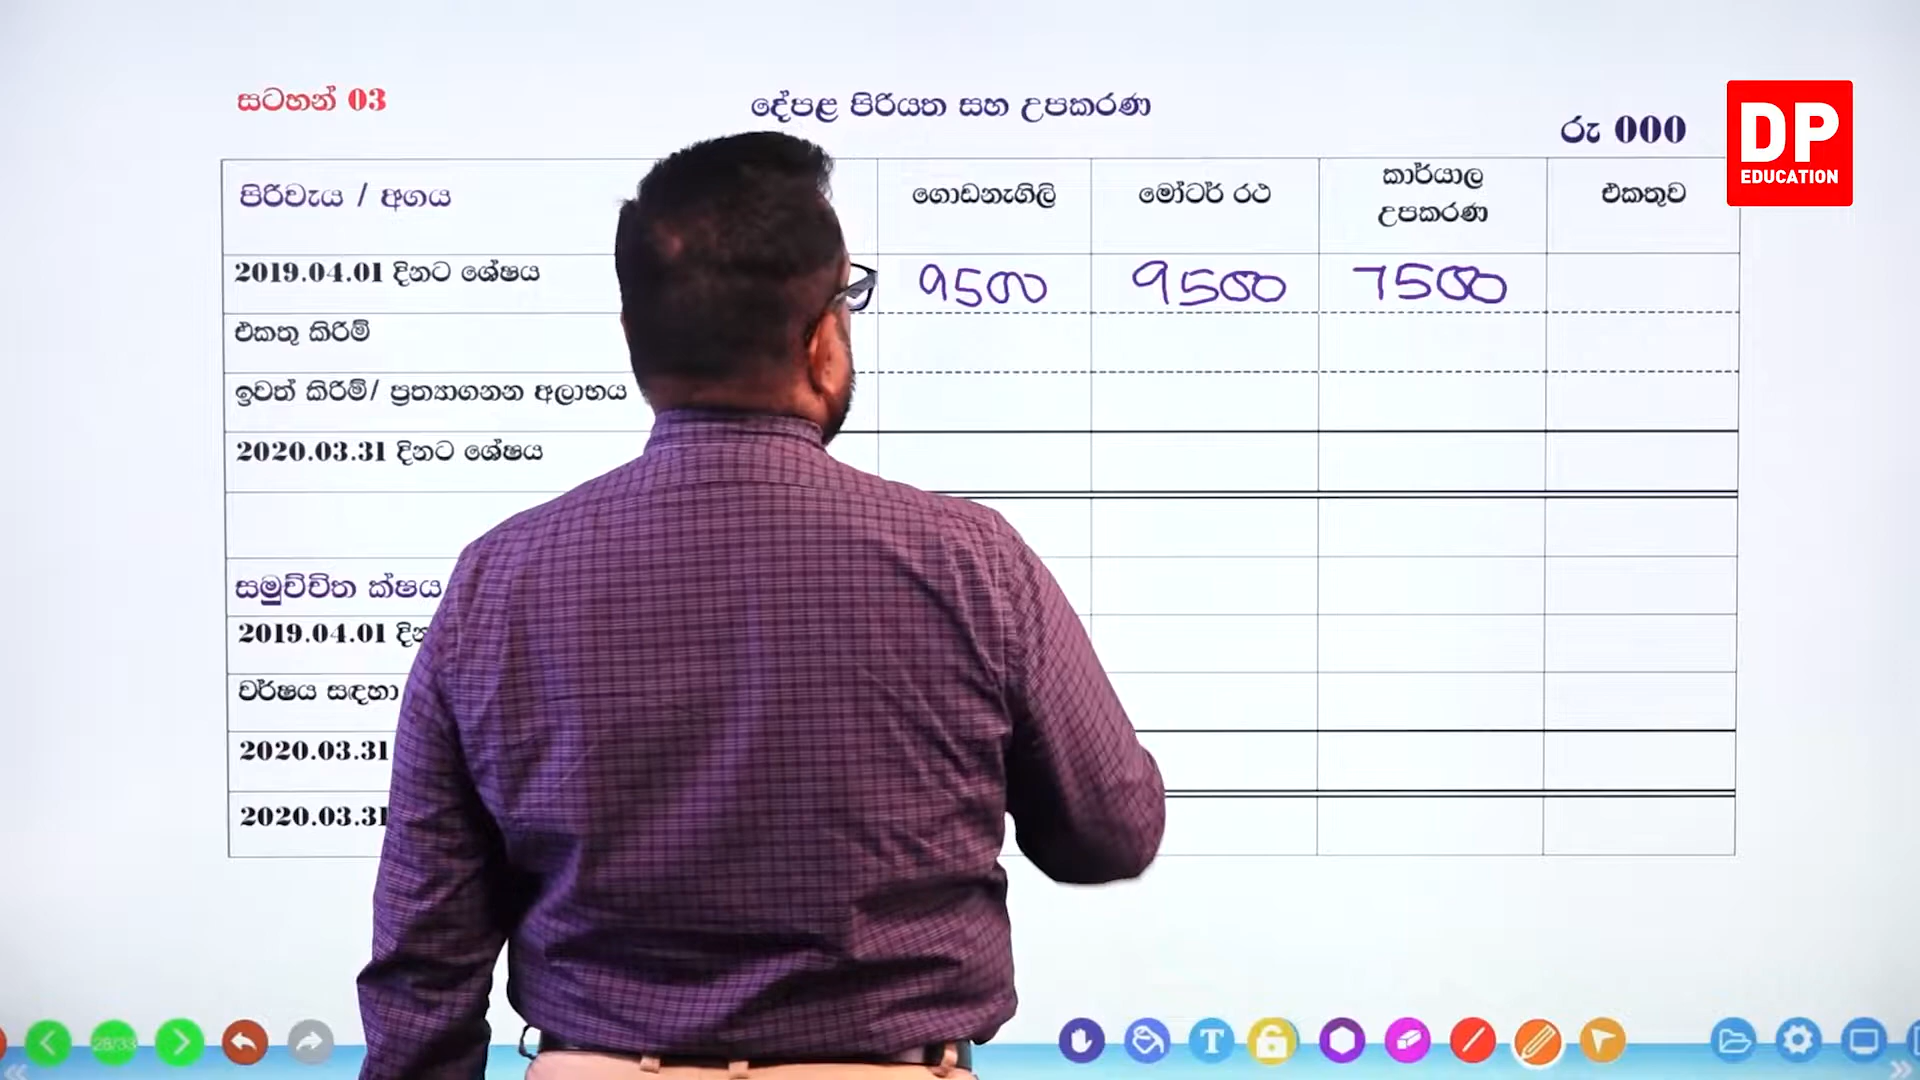 සටහන් 03
දේපළ පිරියත සහ උපකරණ
රු 000
DP
EDUCATION
පිරිවැය / අගය
ගොඩනැගිලි
මෝටර් රථ
කාර්යාල
උපකරණ
එකතුව
2019.04.01 දිනට ශේෂය 9500 9500 7500
එකතු කිරීම්
ඉවත් කිරීම්/ ප්‍රත්‍යාගනන අලාභය
2020.03.31 දිනට ශේෂය
සමුච්චිත ක්ෂය
2019.04.01
වර්ෂය සඳහා
2020.03.31
2020.03.31
28/33